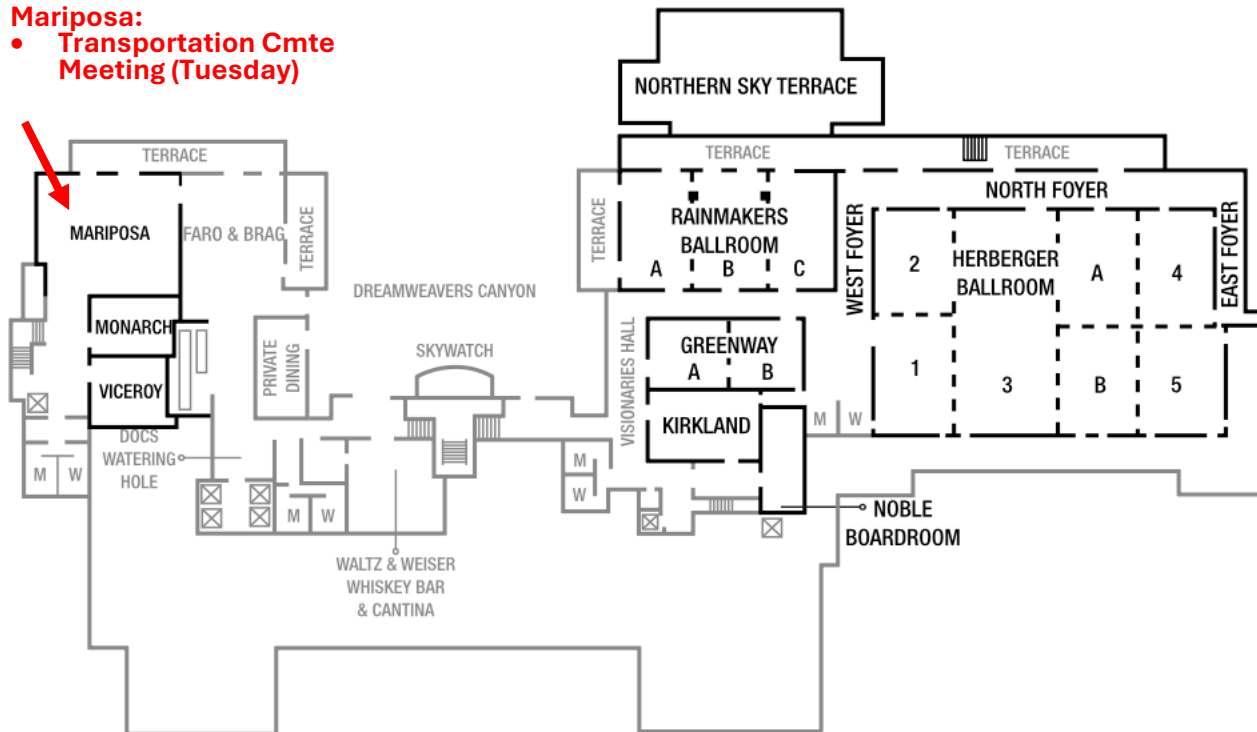 Mariposa:
• Transportation Cmte
Meeting (Tuesday)
NORTHERN SKY TERRACE
TERRACE
TERRACE
TERRACE
NORTH FOYER
MARIPOSA
FARO & BRAG
TERRACE
TERRACE
RAINMAKERS
BALLROOM
A
B
C
WEST FOYER
2
HERBERGER
BALLROOM
A
4
EAST FOYER
DREAMWEAVERS CANYON
MONARCH
VICEROY
PRIVATE
DINING
SKYWATCH
VISIONARIES HALL
GREENWAY
A
B
KIRKLAND
1
3
B
5
M
W
DOCS
WATERING
HOLE
M
W
M
W
M
W
NOBLE
BOARDROOM
WALTZ & WEISER
WHISKEY BAR
& CANTINA